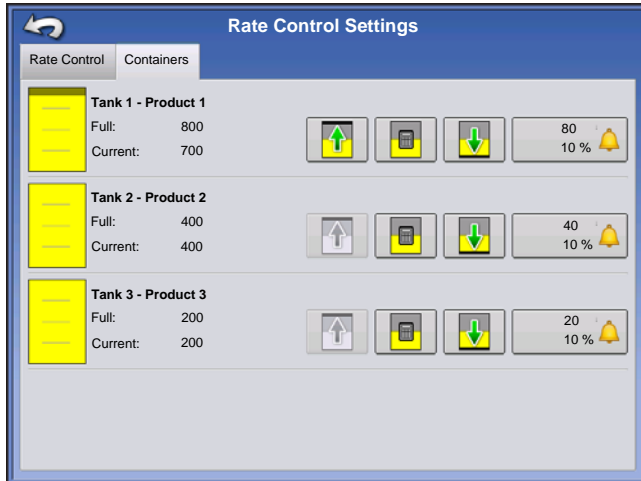 Rate Control Settings
Rate Control Containers
Tank 1 - Product 1
Full: 800
Current: 700
80
10 %
Tank 2 - Product 2
Full: 400
Current: 400
40
10 %
Tank 3 - Product 3
Full: 200
Current: 200
20
10 %